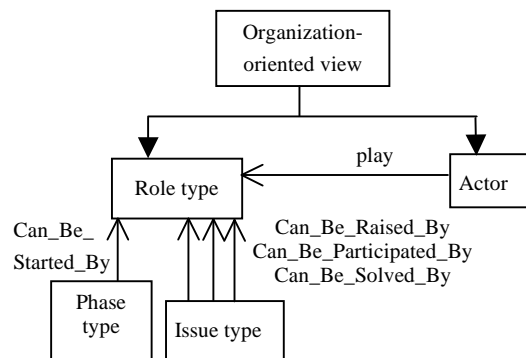 Organization-
oriented view
play
Role type
Actor
Can_Be_
Started_By
Can_Be_Raised_By
Can_Be_Participated_By
Can_Be_Solved_By
Phase
type
Issue type